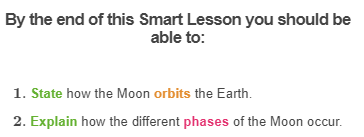 By the end of this Smart Lesson you should be
able to:
1. State how the Moon orbits the Earth.
2. Explain how the different phases of the Moon occur.